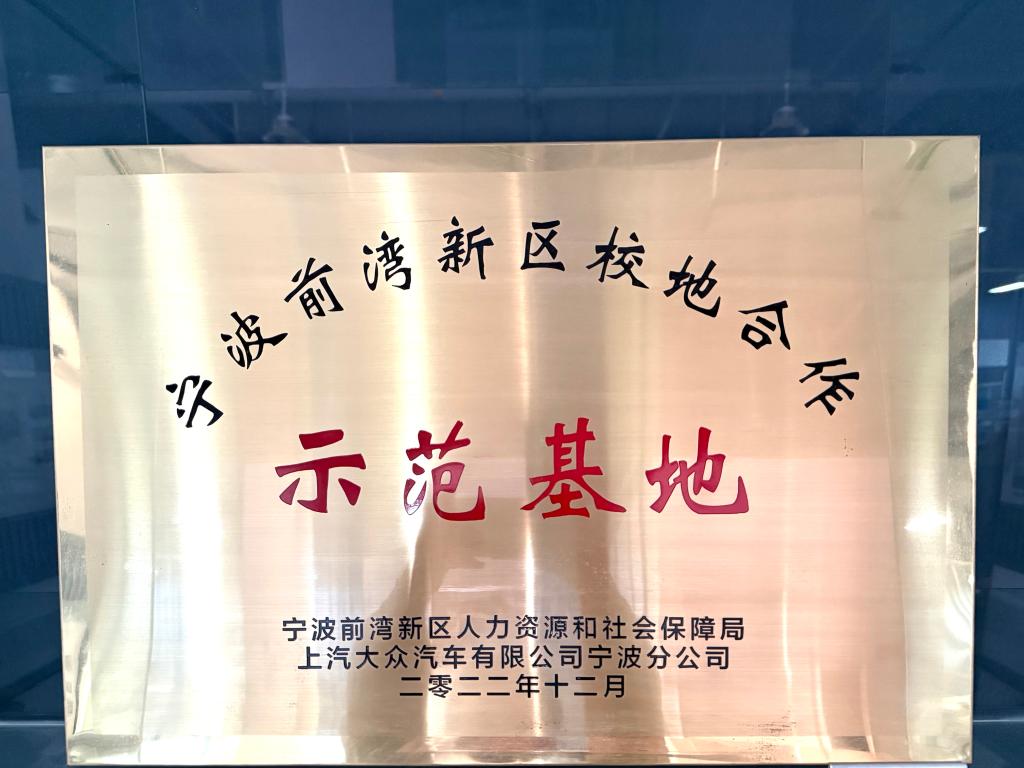 宁波前湾新区校地合作
示范基地
宁波前湾新区人力资源和社会保障局
上汽大众汽车有限公司宁波分公司
二零二二年十二月